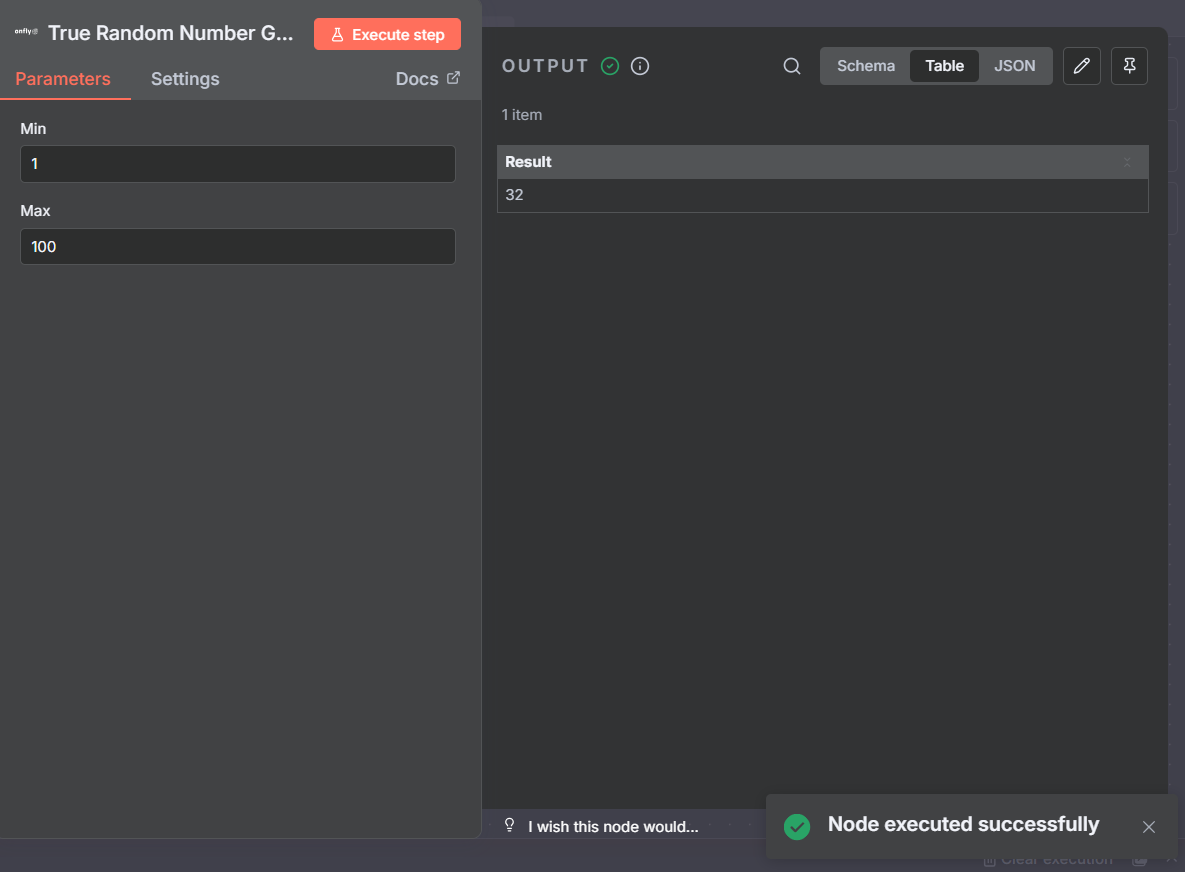 onfly
True Random Number G...
Execute step
Parameters
Settings
Docs
Min
1
Max
100
OUTPUT
Schema
Table
JSON
1 item
Result
32
I wish this node would...
Node executed successfully
Clear execution